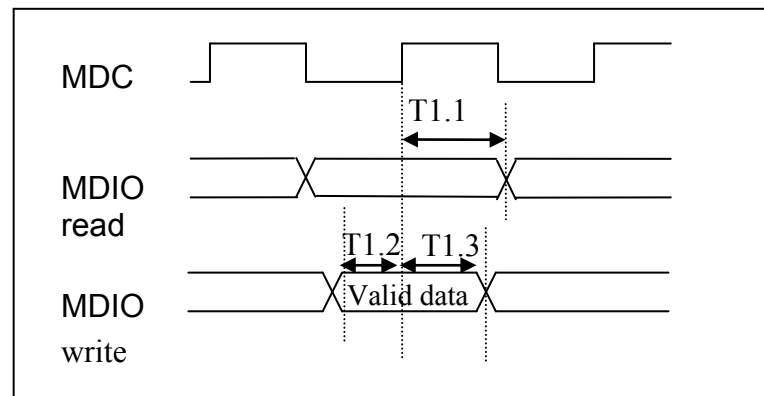 MDC
T1.1
MDIO
read
T1.2
T1.3
MDIO
Valid data
write